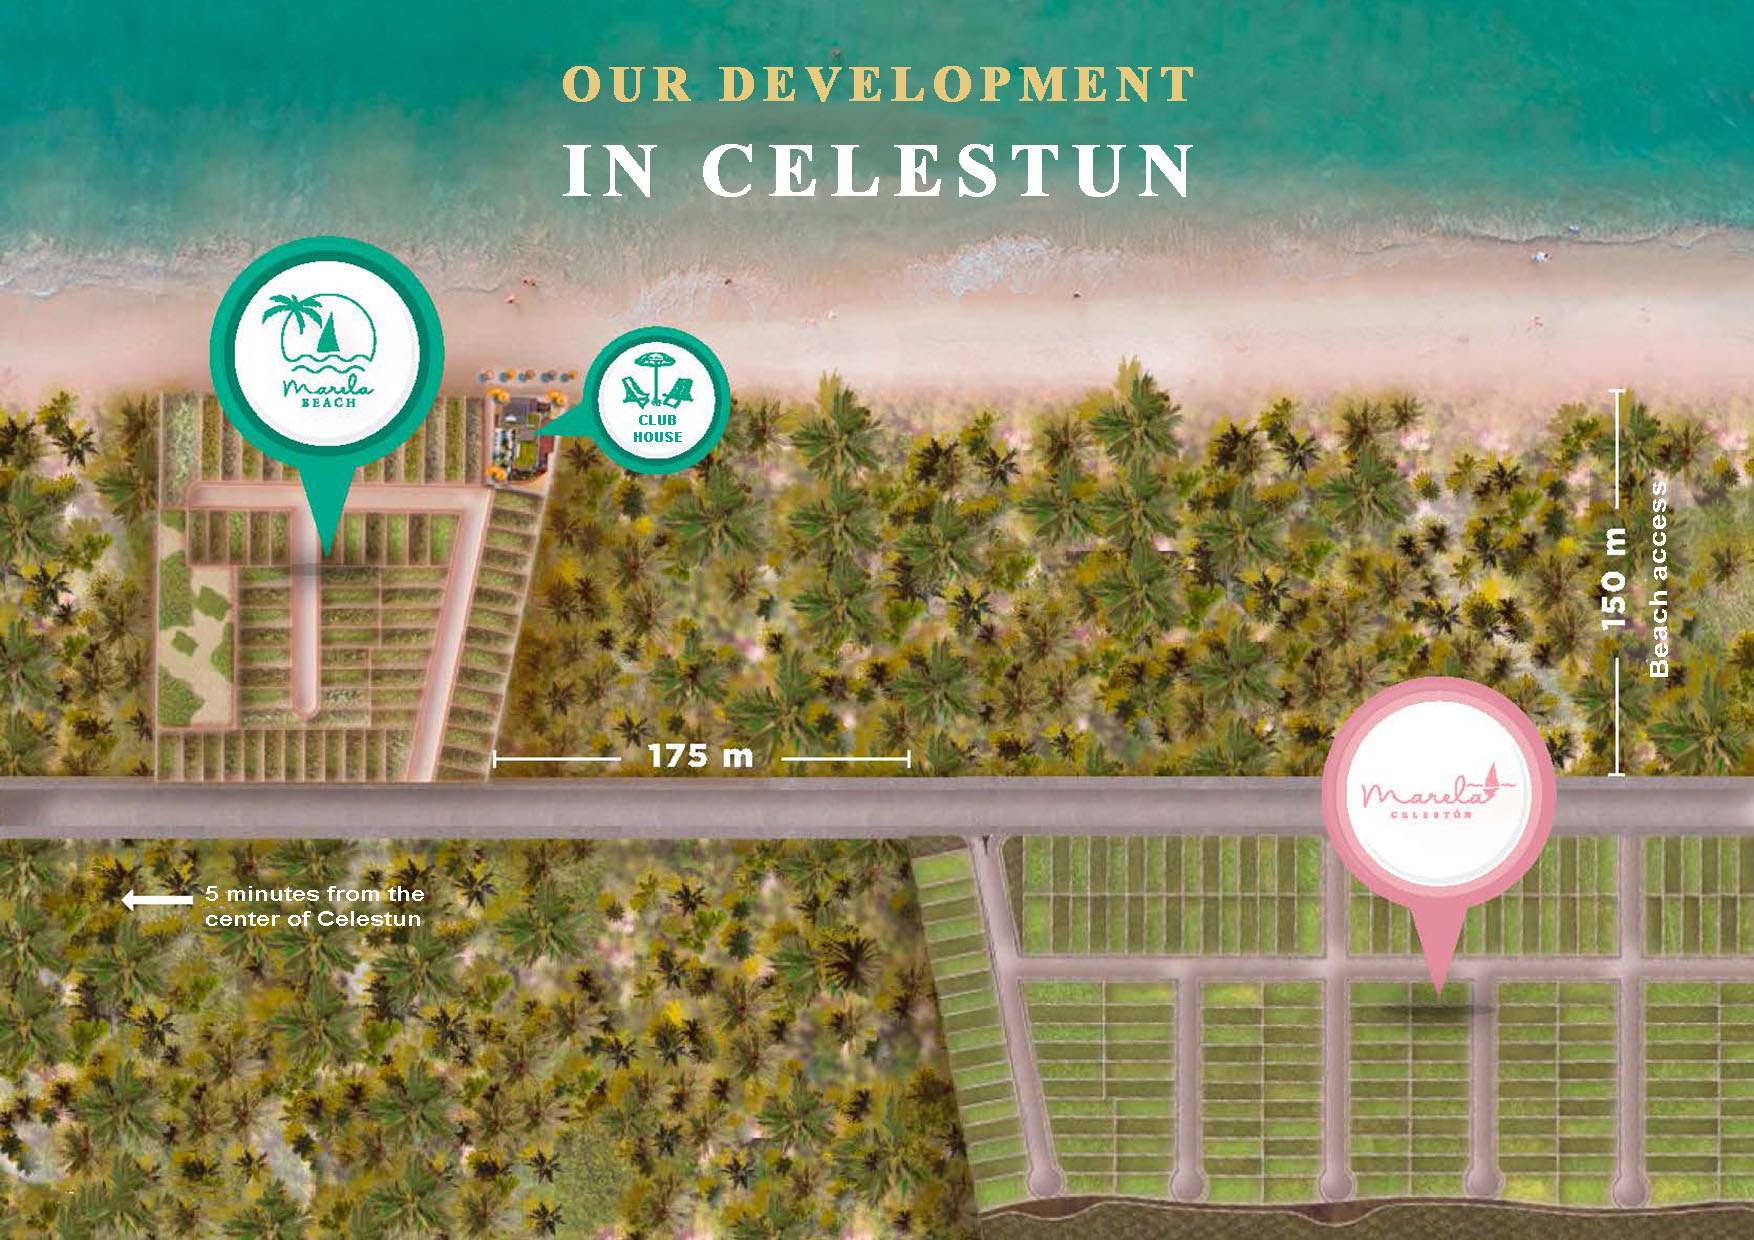 OUR DEVELOPMENT
IN CELESTUN
Marela
BEACH
CLUB
HOUSE
150 m
Beach access
175 m
Marela
CELESTÚN
5 minutes from the
center of Celestun